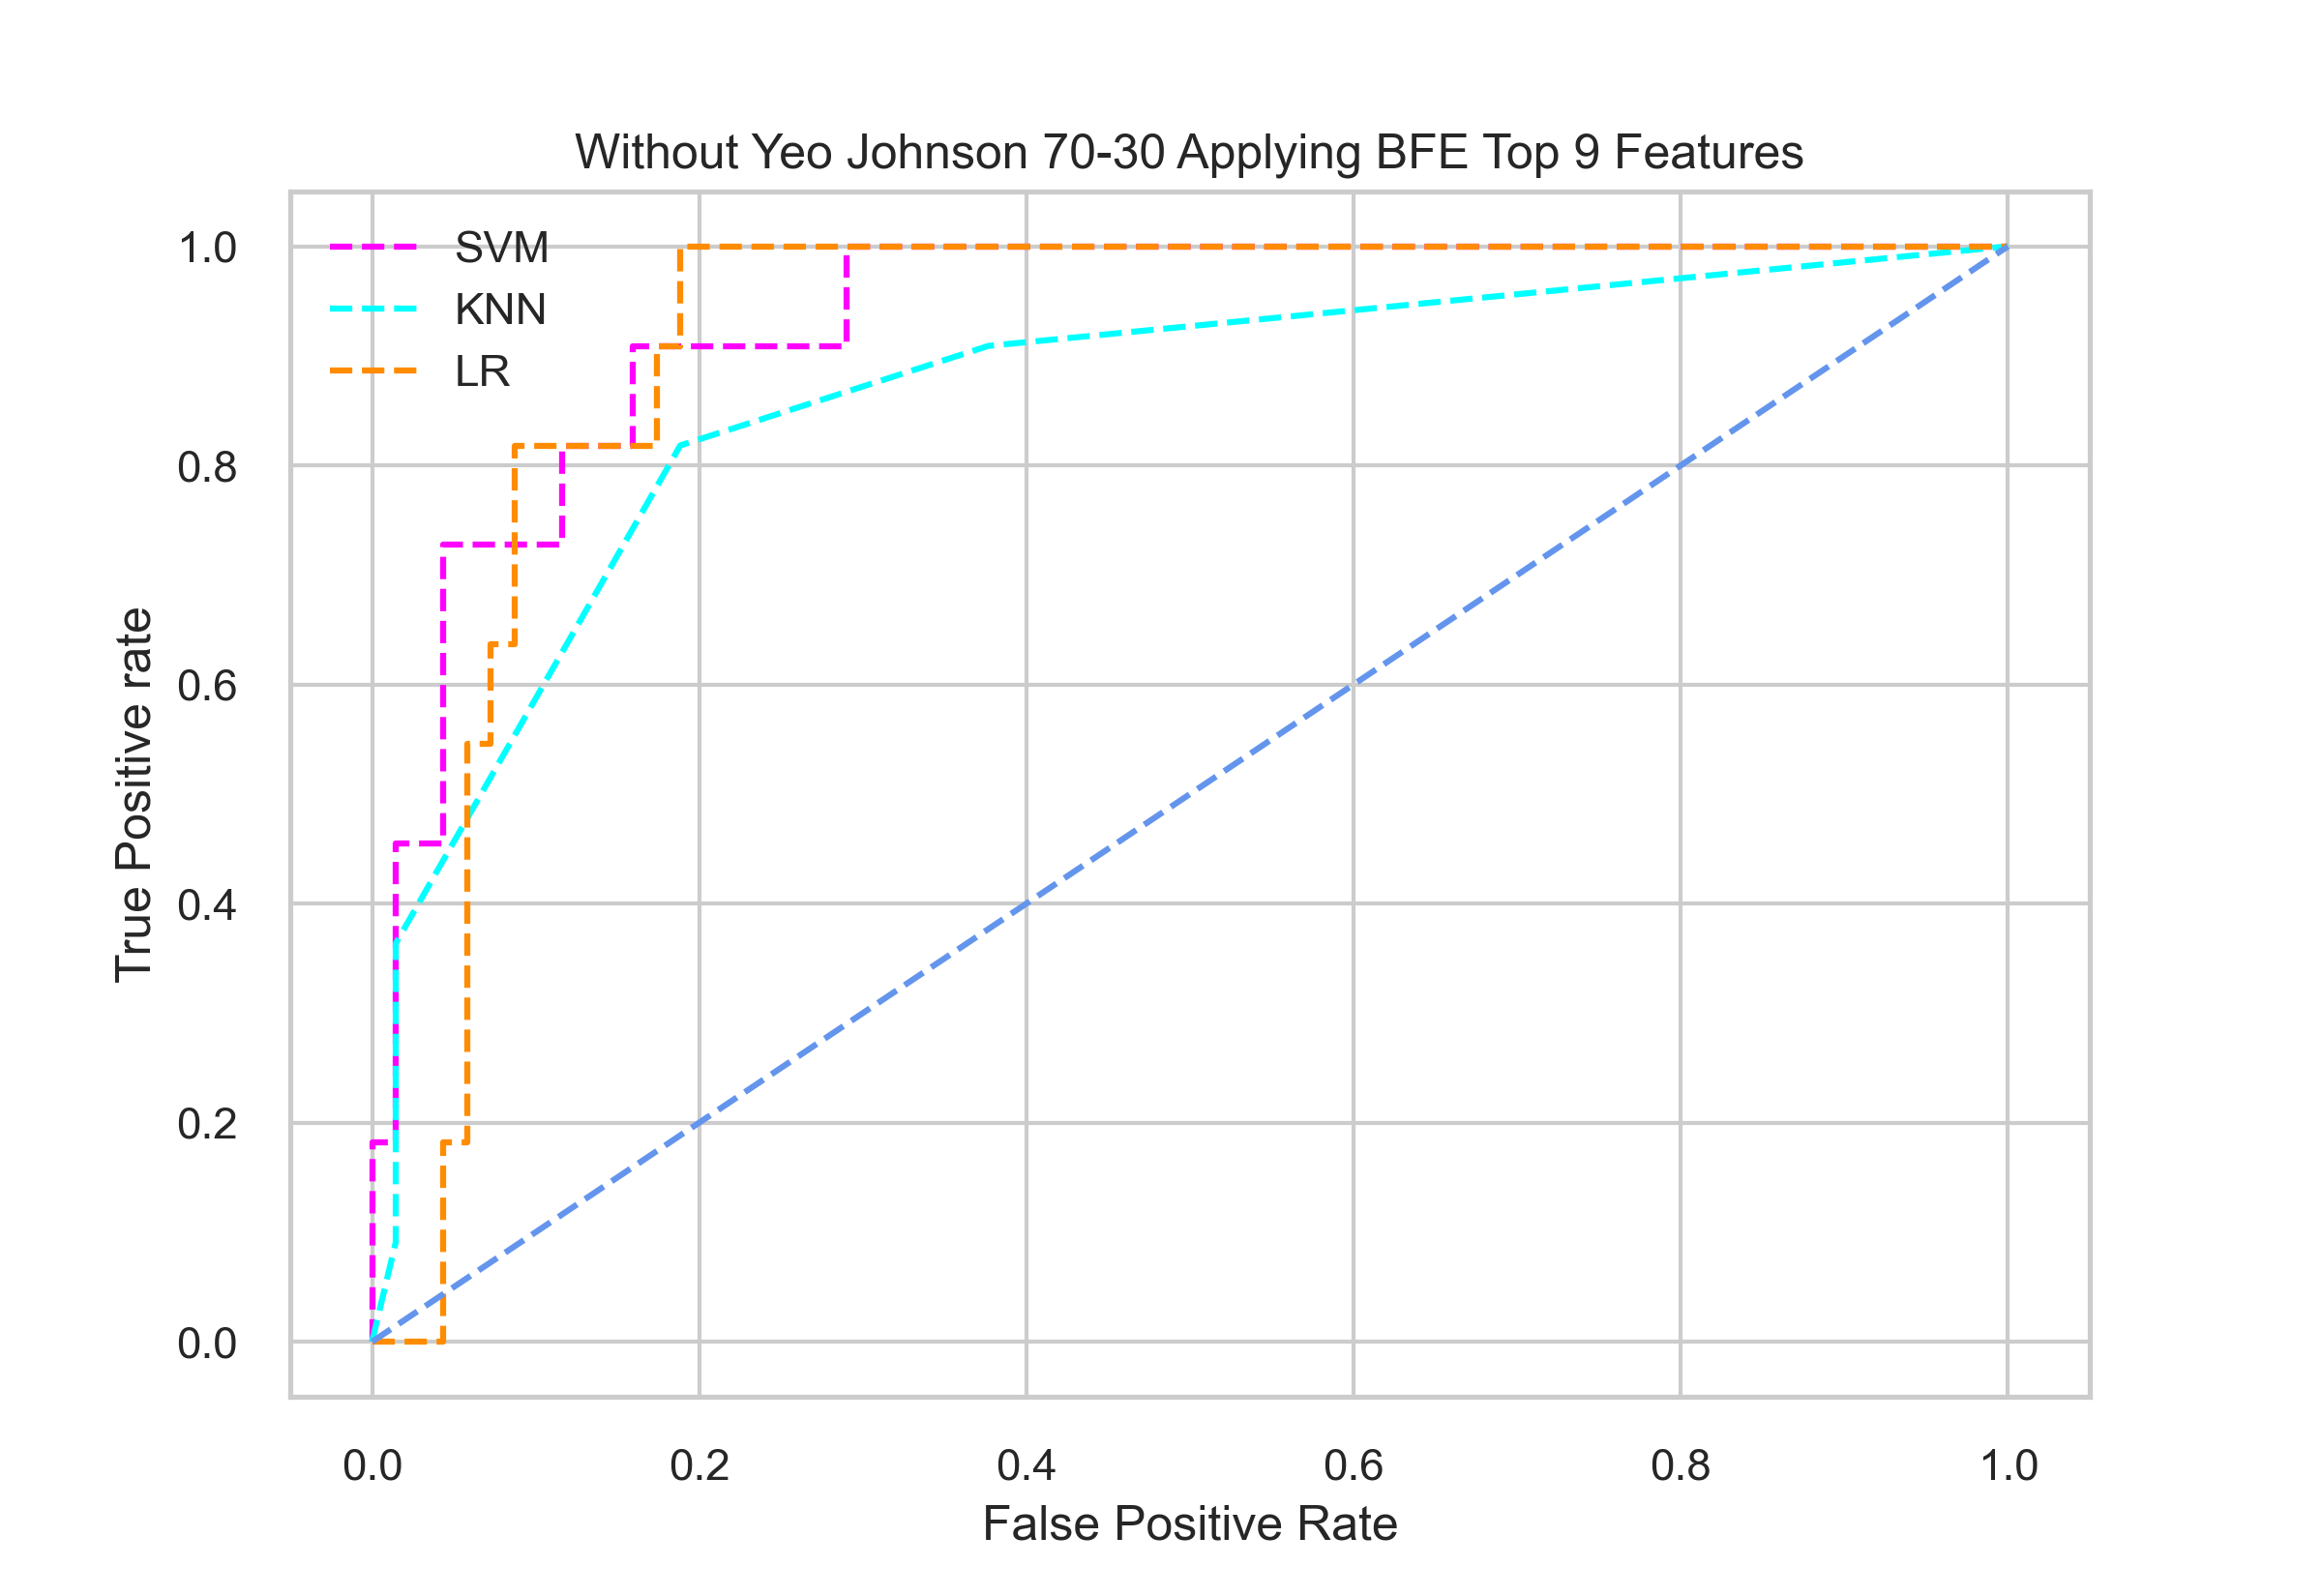 Without Yeo Johnson 70-30 Applying BFE Top 9 Features
SVM
KNN
LR
1.0
0.8
0.6
0.4
0.2
0.0
True Positive rate
0.0 0.2 0.4 0.6 0.8 1.0
False Positive Rate